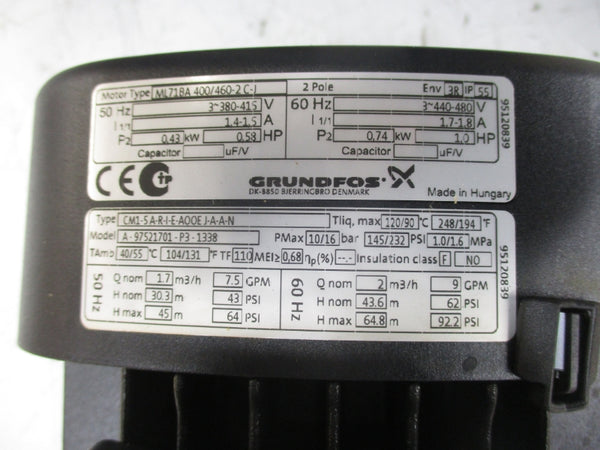 Motor Type ML71BA 400/460-2 C-J 2 Pole Env 3R IP 55
50 Hz 3~380-415 V 60 Hz 3~440-480 V
I 1/1 1.4-1.5 A I 1/1 1.7-1.8 A
P2 0,43 kW 0,58 HP P2 0,74 kW 1.0 HP
Capacitor uF/V Capacitor uF/V
95120839
CE GRUNDFOS
DK-8850 BJERRINGBRO DENMARK Made in Hungary
Type CM1-5 A-R-I-E-AQQE J-A-A-N Tliq, max 120/90 °C 248/194 °F
Model A - 97521701 - P3 - 1338 PMax 10/16 bar 145/232 PSI 1.0/1.6 MPa
TAmb 40/55 °C 104/131 °F TF 110 MEI≥ 0,68 ηp(%) --.- Insulation class F NO
50 Hz Q nom 1.7 m3/h 7.5 GPM 60 Hz Q nom 2 m3/h 9 GPM
H nom 30.3 m 43 PSI H nom 43.6 m 62 PSI
H max 45 m 64 PSI H max 64.8 m 92.2 PSI
95120839